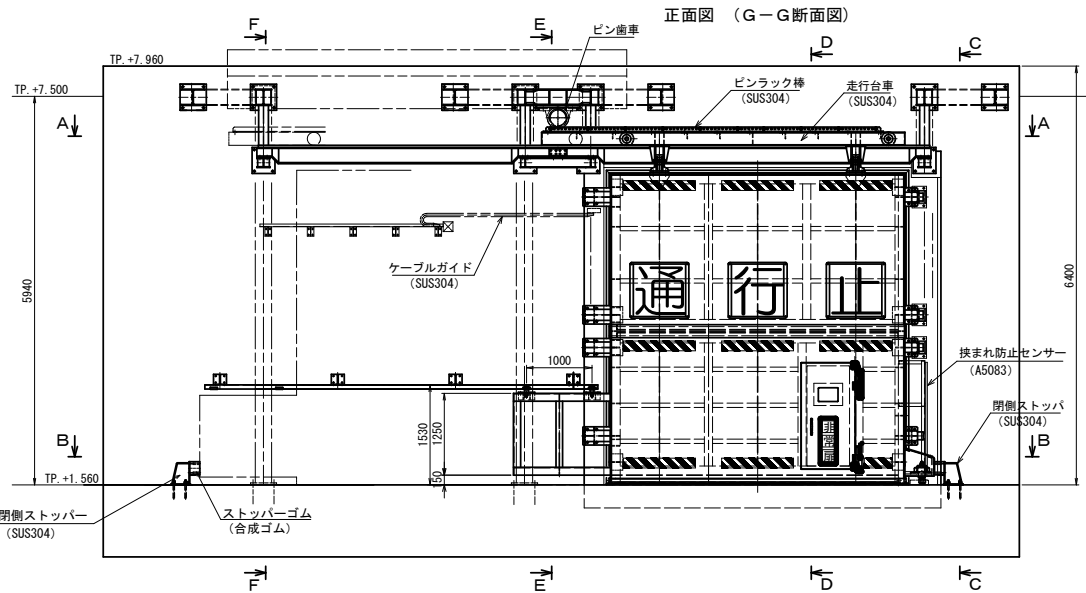 正面図 （G－G断面図）
F
E
D
C
ピン歯車
TP. +7.960
TP. +7.500
ピンラック棒
(SUS304)
走行台車
(SUS304)
A
A
ケーブルガイド
(SUS304)
通
行
止
5940
6400
1000
挟まれ防止センサー
(A5083)
閉側ストッパ
(SUS304)
非常扉
1530
1250
150
B
B
TP. +1.560
閉側ストッパー
(SUS304)
ストッパーゴム
(合成ゴム)
F
E
D
C